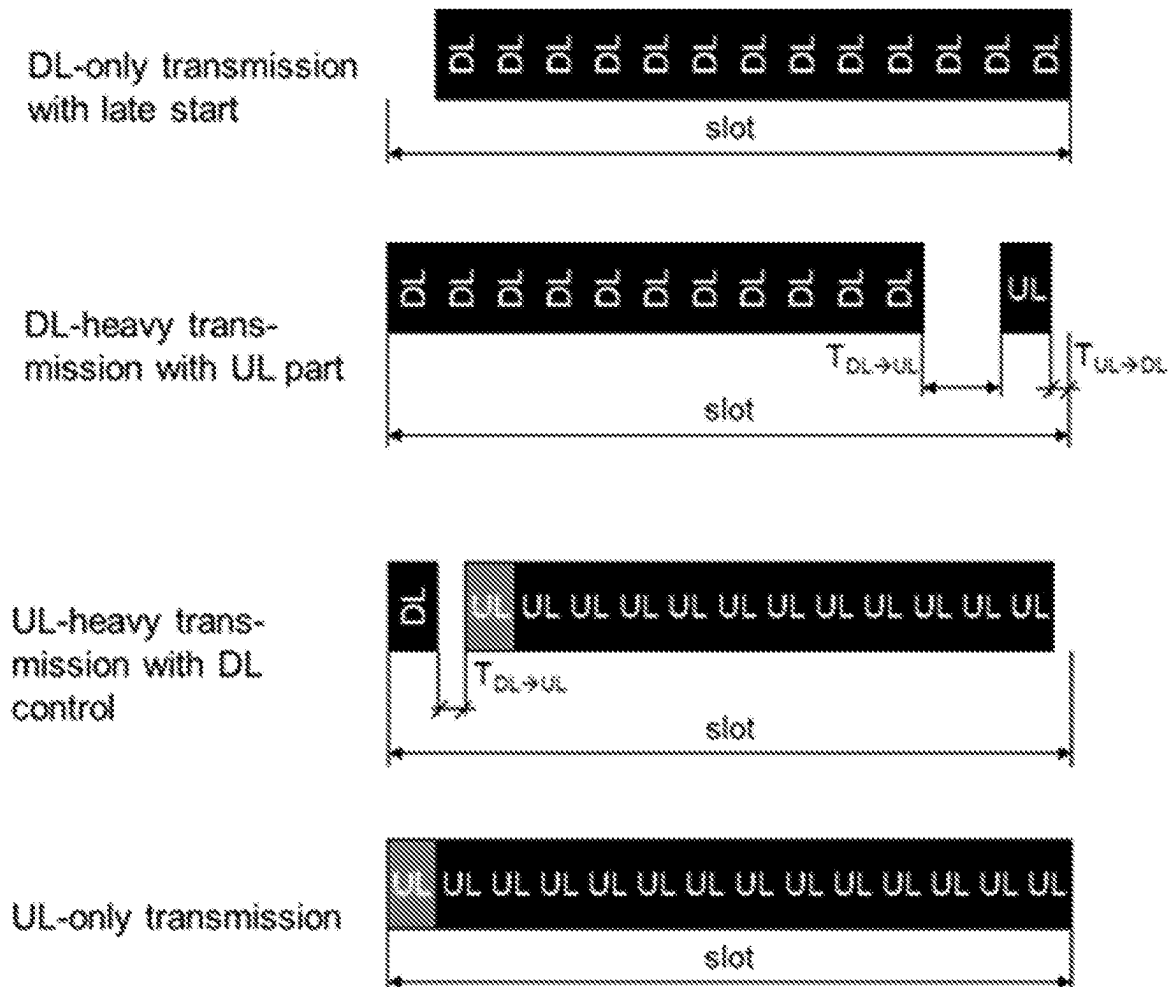 DL-only transmission
with late start
DL DL DL DL DL DL DL DL DL DL DL DL DL
slot
DL-heavy trans-
mission with UL part
DL DL DL DL DL DL DL DL DL DL DL UL
T DL→UL T UL→DL
slot
UL-heavy trans-
mission with DL
control
DL UL UL UL UL UL UL UL UL UL UL UL UL
T DL→UL
slot
UL-only transmission
UL UL UL UL UL UL UL UL UL UL UL UL UL UL
slot